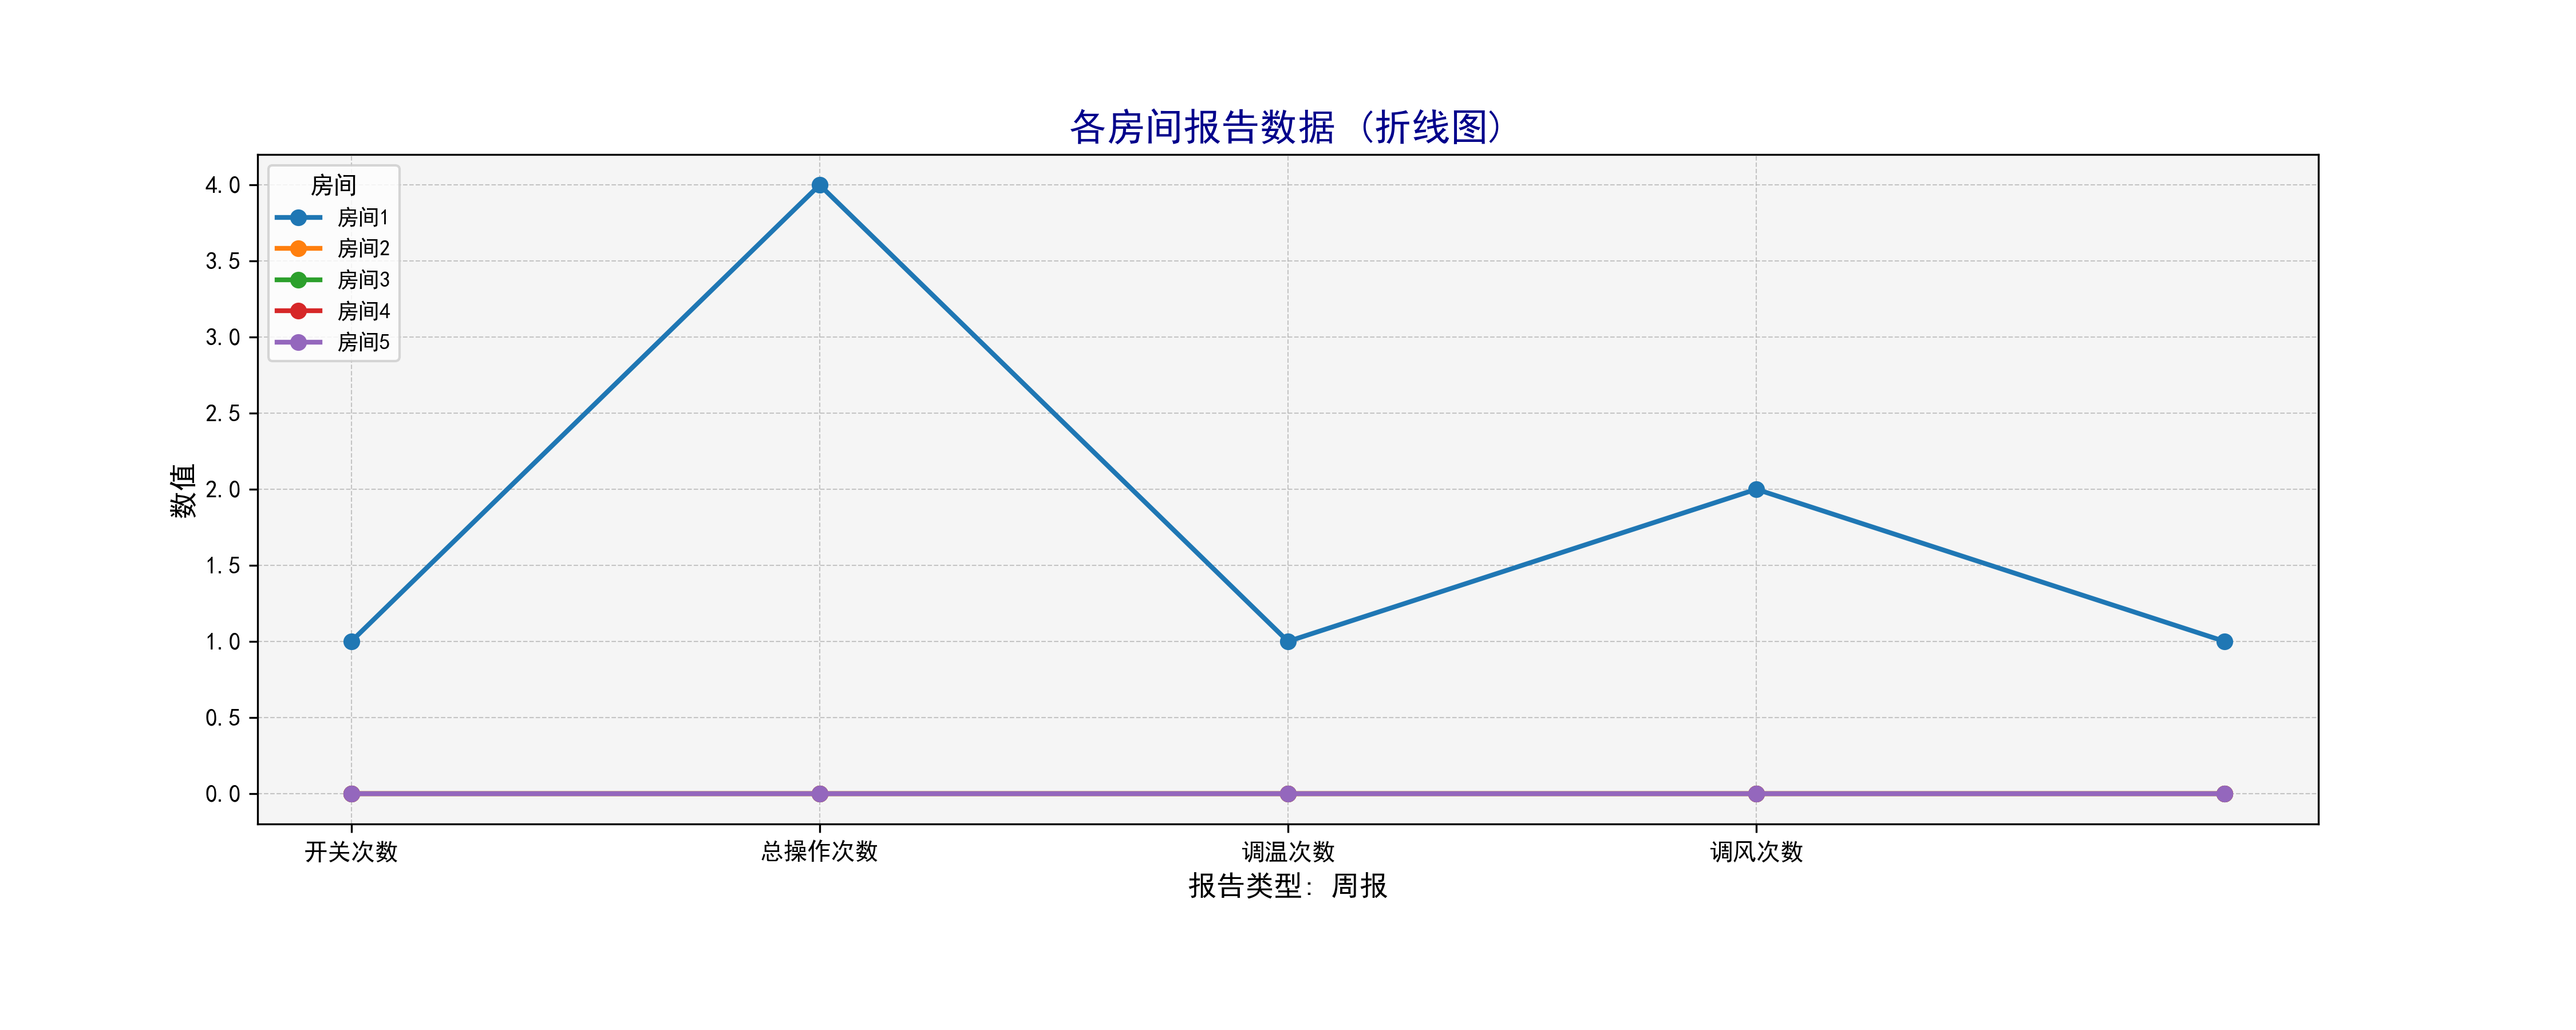 各房间报告数据 (折线图)
房间
房间1
房间2
房间3
房间4
房间5
数值
4.0
3.5
3.0
2.5
2.0
1.5
1.0
0.5
0.0
开关次数 总操作次数 调温次数 调风次数
报告类型: 周报